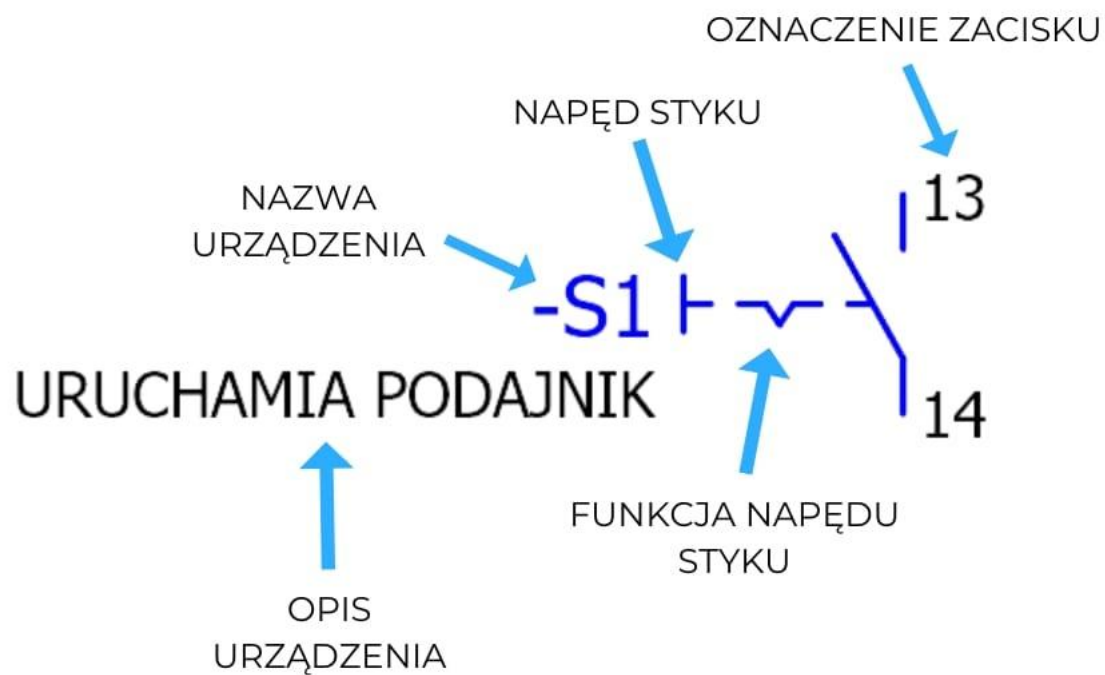 OZNACZENIE ZACISKU
NAPĘD STYKU
NAZWA
URZĄDZENIA
13
-S1
URUCHAMIA PODAJNIK
14
FUNKCJA NAPĘDU
STYKU
OPIS
URZĄDZENIA